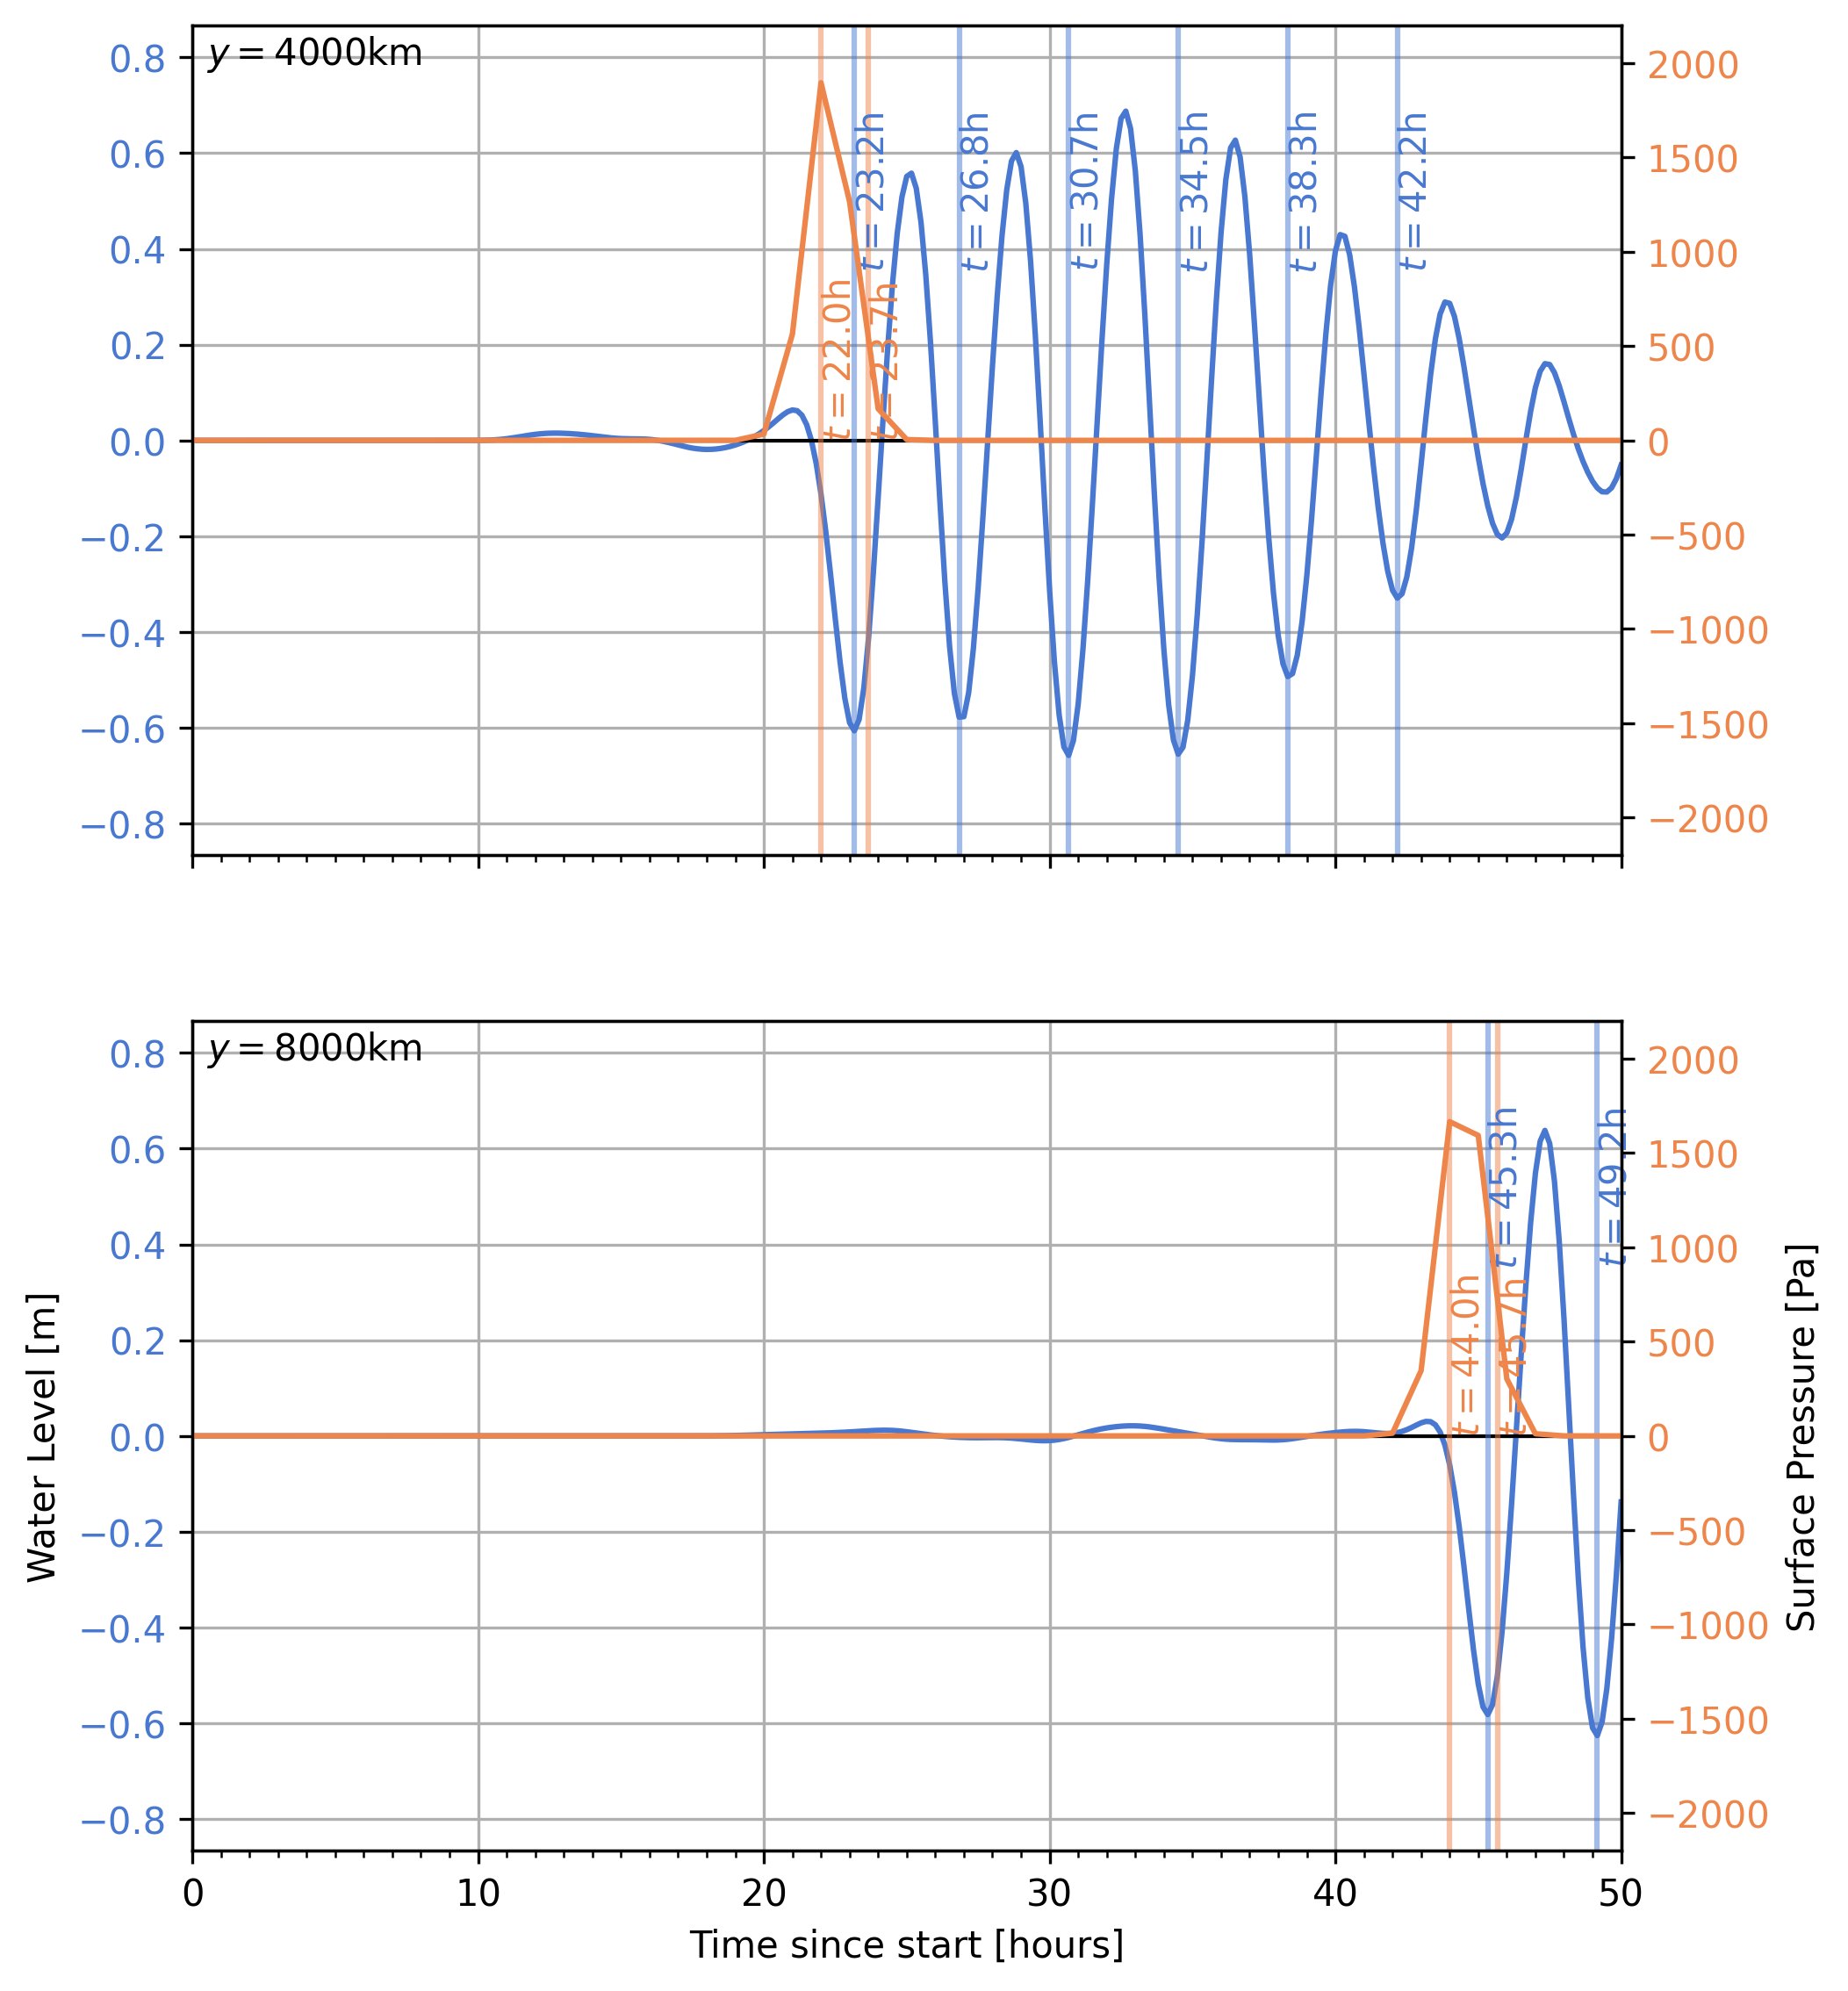 y = 4000km
0.8
0.6
0.4
0.2
0.0
−0.2
−0.4
−0.6
−0.8
2000
1500
1000
500
0
−500
−1000
−1500
−2000
t = 22.0h
t = 23.7h
t = 23.2h
t = 26.8h
t = 30.7h
t = 34.5h
t = 38.3h
t = 42.2h
y = 8000km
0.8
0.6
0.4
0.2
0.0
−0.2
−0.4
−0.6
−0.8
2000
1500
1000
500
0
−500
−1000
−1500
−2000
t = 44.0h
t = 45.7h
t = 45.3h
t = 49.2h
0 10 20 30 40 50
Time since start [hours]
Water Level [m]
Surface Pressure [Pa]